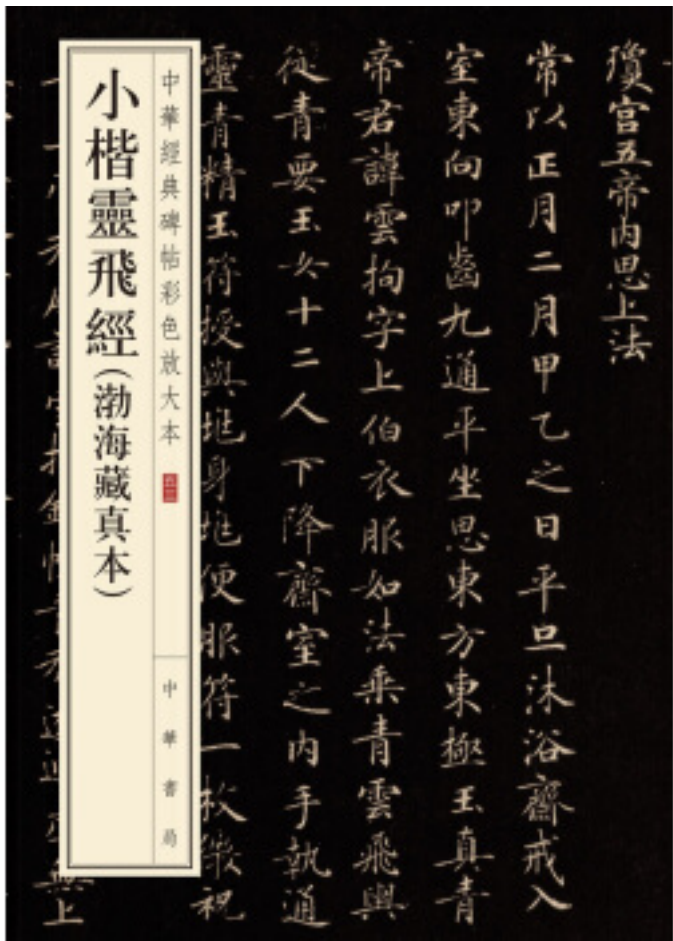 瓊宫五帝内思上法
常以正月二月甲乙之日平旦沐浴齋戒入
室東向叩齒九通平坐思東方東極玉真青
帝君諱雲拘字上伯衣服如法乘青雲飛輿
從青要玉女十二人下降齋室之内手執通
靈青精玉符授與兆身兆便服符一枚微祝
中華經典碑帖彩色放大本
中華書局
小楷靈飛經（渤海藏真本）